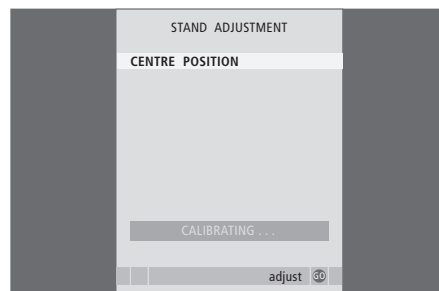 STAND ADJUSTMENT
CENTRE POSITION
CALIBRATING . . .
adjust GO